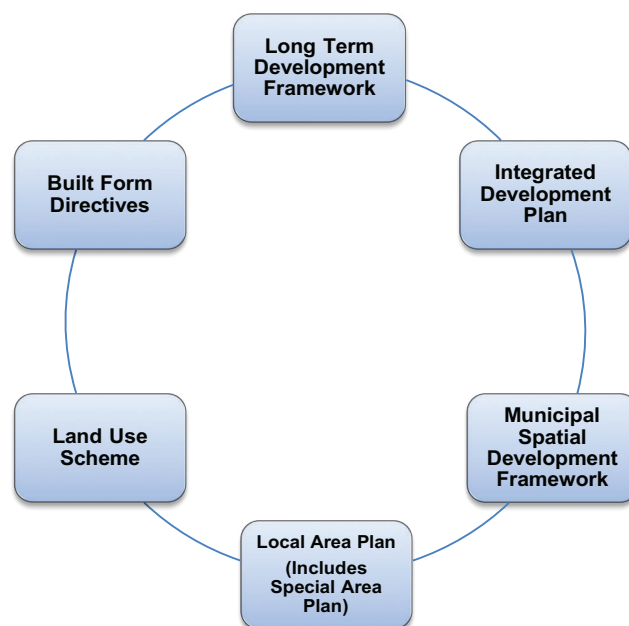 Long Term
Development
Framework
Integrated
Development
Plan
Municipal
Spatial
Development
Framework
Local Area Plan
(Includes
Special Area
Plan)
Land Use
Scheme
Built Form
Directives